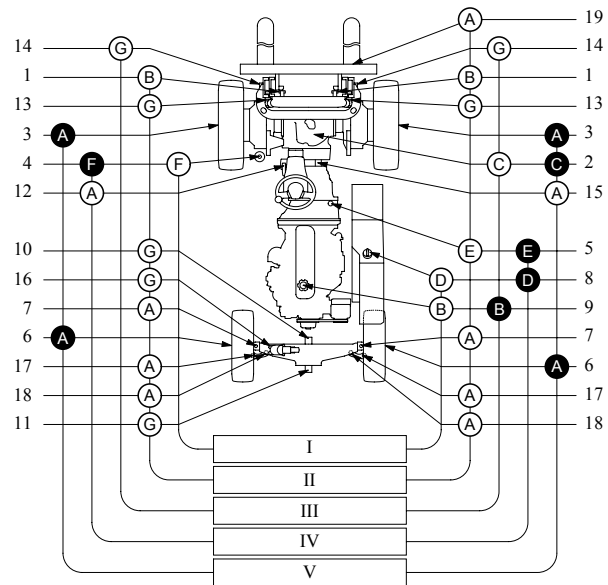 A 19
14 G G 14
1 B B 1
13 G G 13
3 A A 3
4 F F C C 2
12 A A 15
E E 5
10 G D D 8
16 G B B 9
7 A A 7
6 A A 6
17 A A 17
18 A A 18
11 G
I
II
III
IV
V